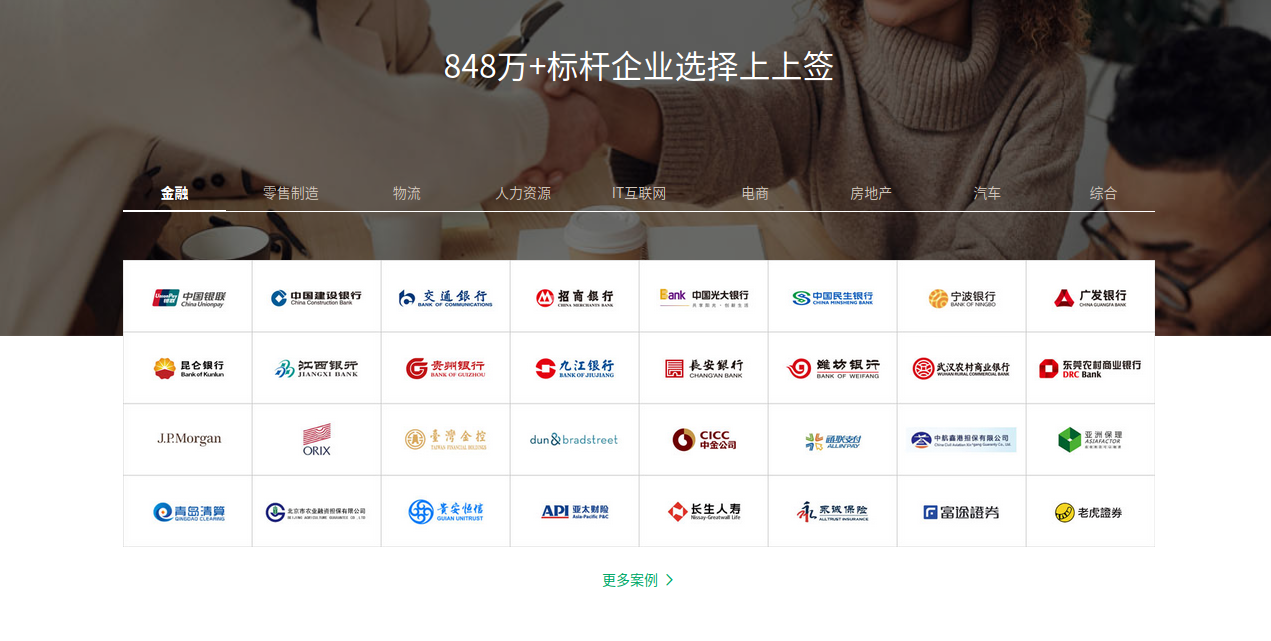 848万+标杆企业选择上上签
金融
零售制造
物流
人力资源
IT互联网
电商
房地产
汽车
综合
UnionPay 银联 中国银联
China Unionpay
中国建设银行
China Construction Bank
交通银行
BANK OF COMMUNICATIONS
招商银行
CHINA MERCHANTS BANK
Bank 中国光大银行
中国民生银行
CHINA MINSHENG BANK
宁波银行
BANK OF NINGBO
广发银行
CHINA GUANGFA BANK
昆仑银行
Bank of Kunlun
江西银行
JIANGXI BANK
贵州银行
BANK OF GUIZHOU
九江银行
BANK OF JIUJIANG
長安銀行
CHANG'AN BANK
潍坊银行
BANK OF WEIFANG
武汉农村商业银行
WUHAN RURAL COMMERCIAL BANK
东莞农村商业银行
DRC Bank
J.P.Morgan
ORIX
臺灣金控
TAIWAN FINANCIAL HOLDINGS
dun&bradstreet
CICC
中金公司
通联支付
ALLINPAY
中航鑫港担保有限公司
亚洲保理
ASIAFACTOR
青岛清算
QINGDAO CLEARING
北京市农业融资担保有限公司
贵安恒信
GUIAN UNITRUST
API 亚太财险
Asia-Pacific P&C
长生人寿
Nissay-Greatwall Life
永诚保险
ALLTRUST INSURANCE
富途證券
老虎證券
更多案例 >